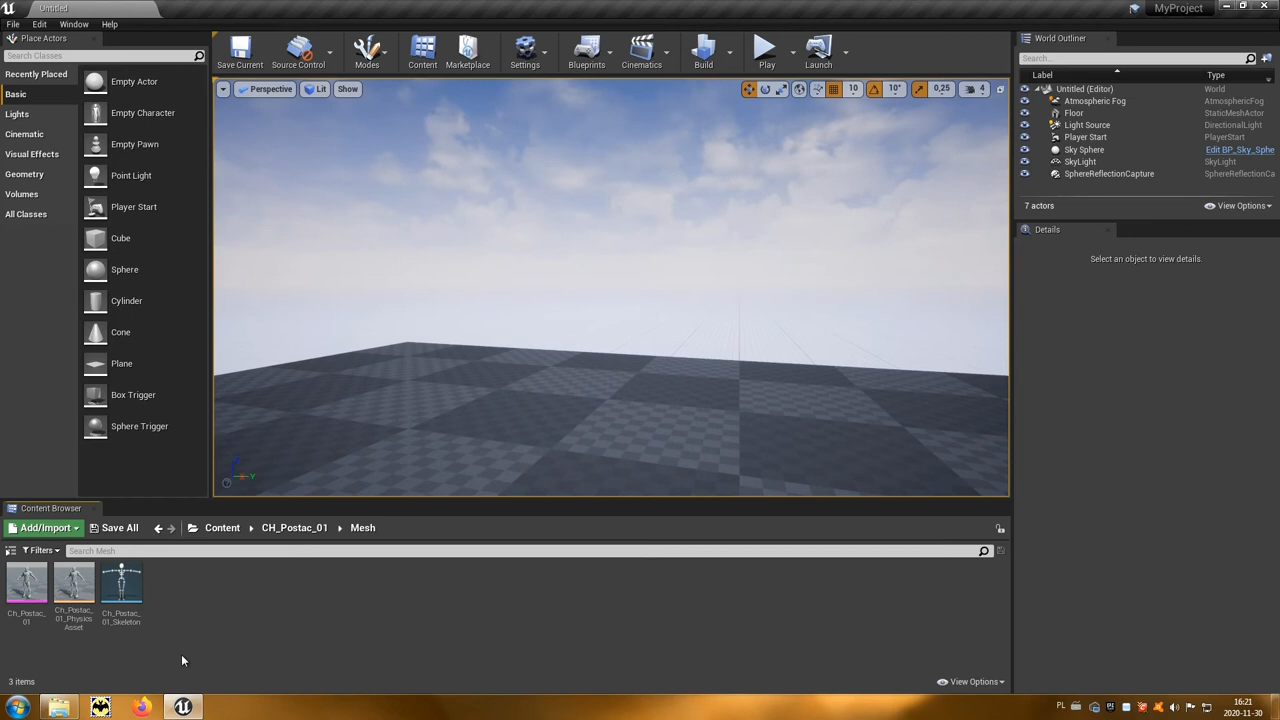 Untitled
MyProject
File Edit Window Help
Place Actors
Search Classes
Recently Placed
Basic
Lights
Cinematic
Visual Effects
Geometry
Volumes
All Classes
Empty Actor
Empty Character
Empty Pawn
Point Light
Player Start
Cube
Sphere
Cylinder
Cone
Plane
Box Trigger
Sphere Trigger
Save Current Source Control Modes Content Marketplace Settings Blueprints Cinematics Build Play Launch
Perspective Lit Show 10 10° 0,25 4
Y
World Outliner
Search...
Label Type
Untitled (Editor) World
Atmospheric Fog AtmosphericFog
Floor StaticMeshActor
Light Source DirectionalLight
Player Start PlayerStart
Sky Sphere Edit BP_Sky_Sphe
SkyLight SkyLight
SphereReflectionCapture SphereReflectionCa
7 actors View Options
Details
Select an object to view details.
Content Browser
Add/Import Save All Content CH_Postac_01 Mesh
Filters Search Mesh
Ch_Postac_
01
Ch_Postac_
01_Physics
Asset
Ch_Postac_
01_Skeleton
3 items View Options
PL 16:21
2020-11-30